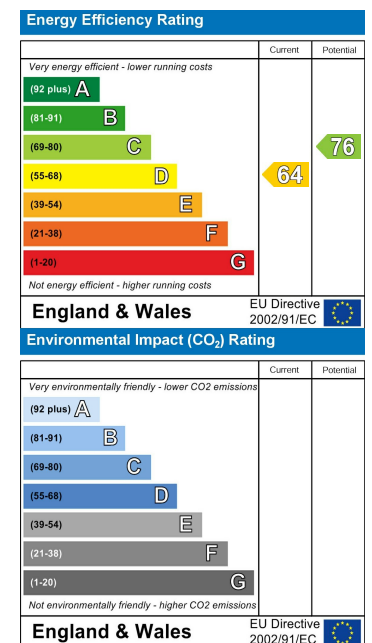 Energy Efficiency Rating
Current Potential
Very energy efficient - lower running costs
(92 plus) A
(81-91) B
(69-80) C 76
(55-68) D 64
(39-54) E
(21-38) F
(1-20) G
Not energy efficient - higher running costs
England & Wales EU Directive 2002/91/EC
Environmental Impact (CO₂) Rating
Current Potential
Very environmentally friendly - lower CO2 emissions
(92 plus) A
(81-91) B
(69-80) C
(55-68) D
(39-54) E
(21-38) F
(1-20) G
Not environmentally friendly - higher CO2 emissions
England & Wales EU Directive 2002/91/EC